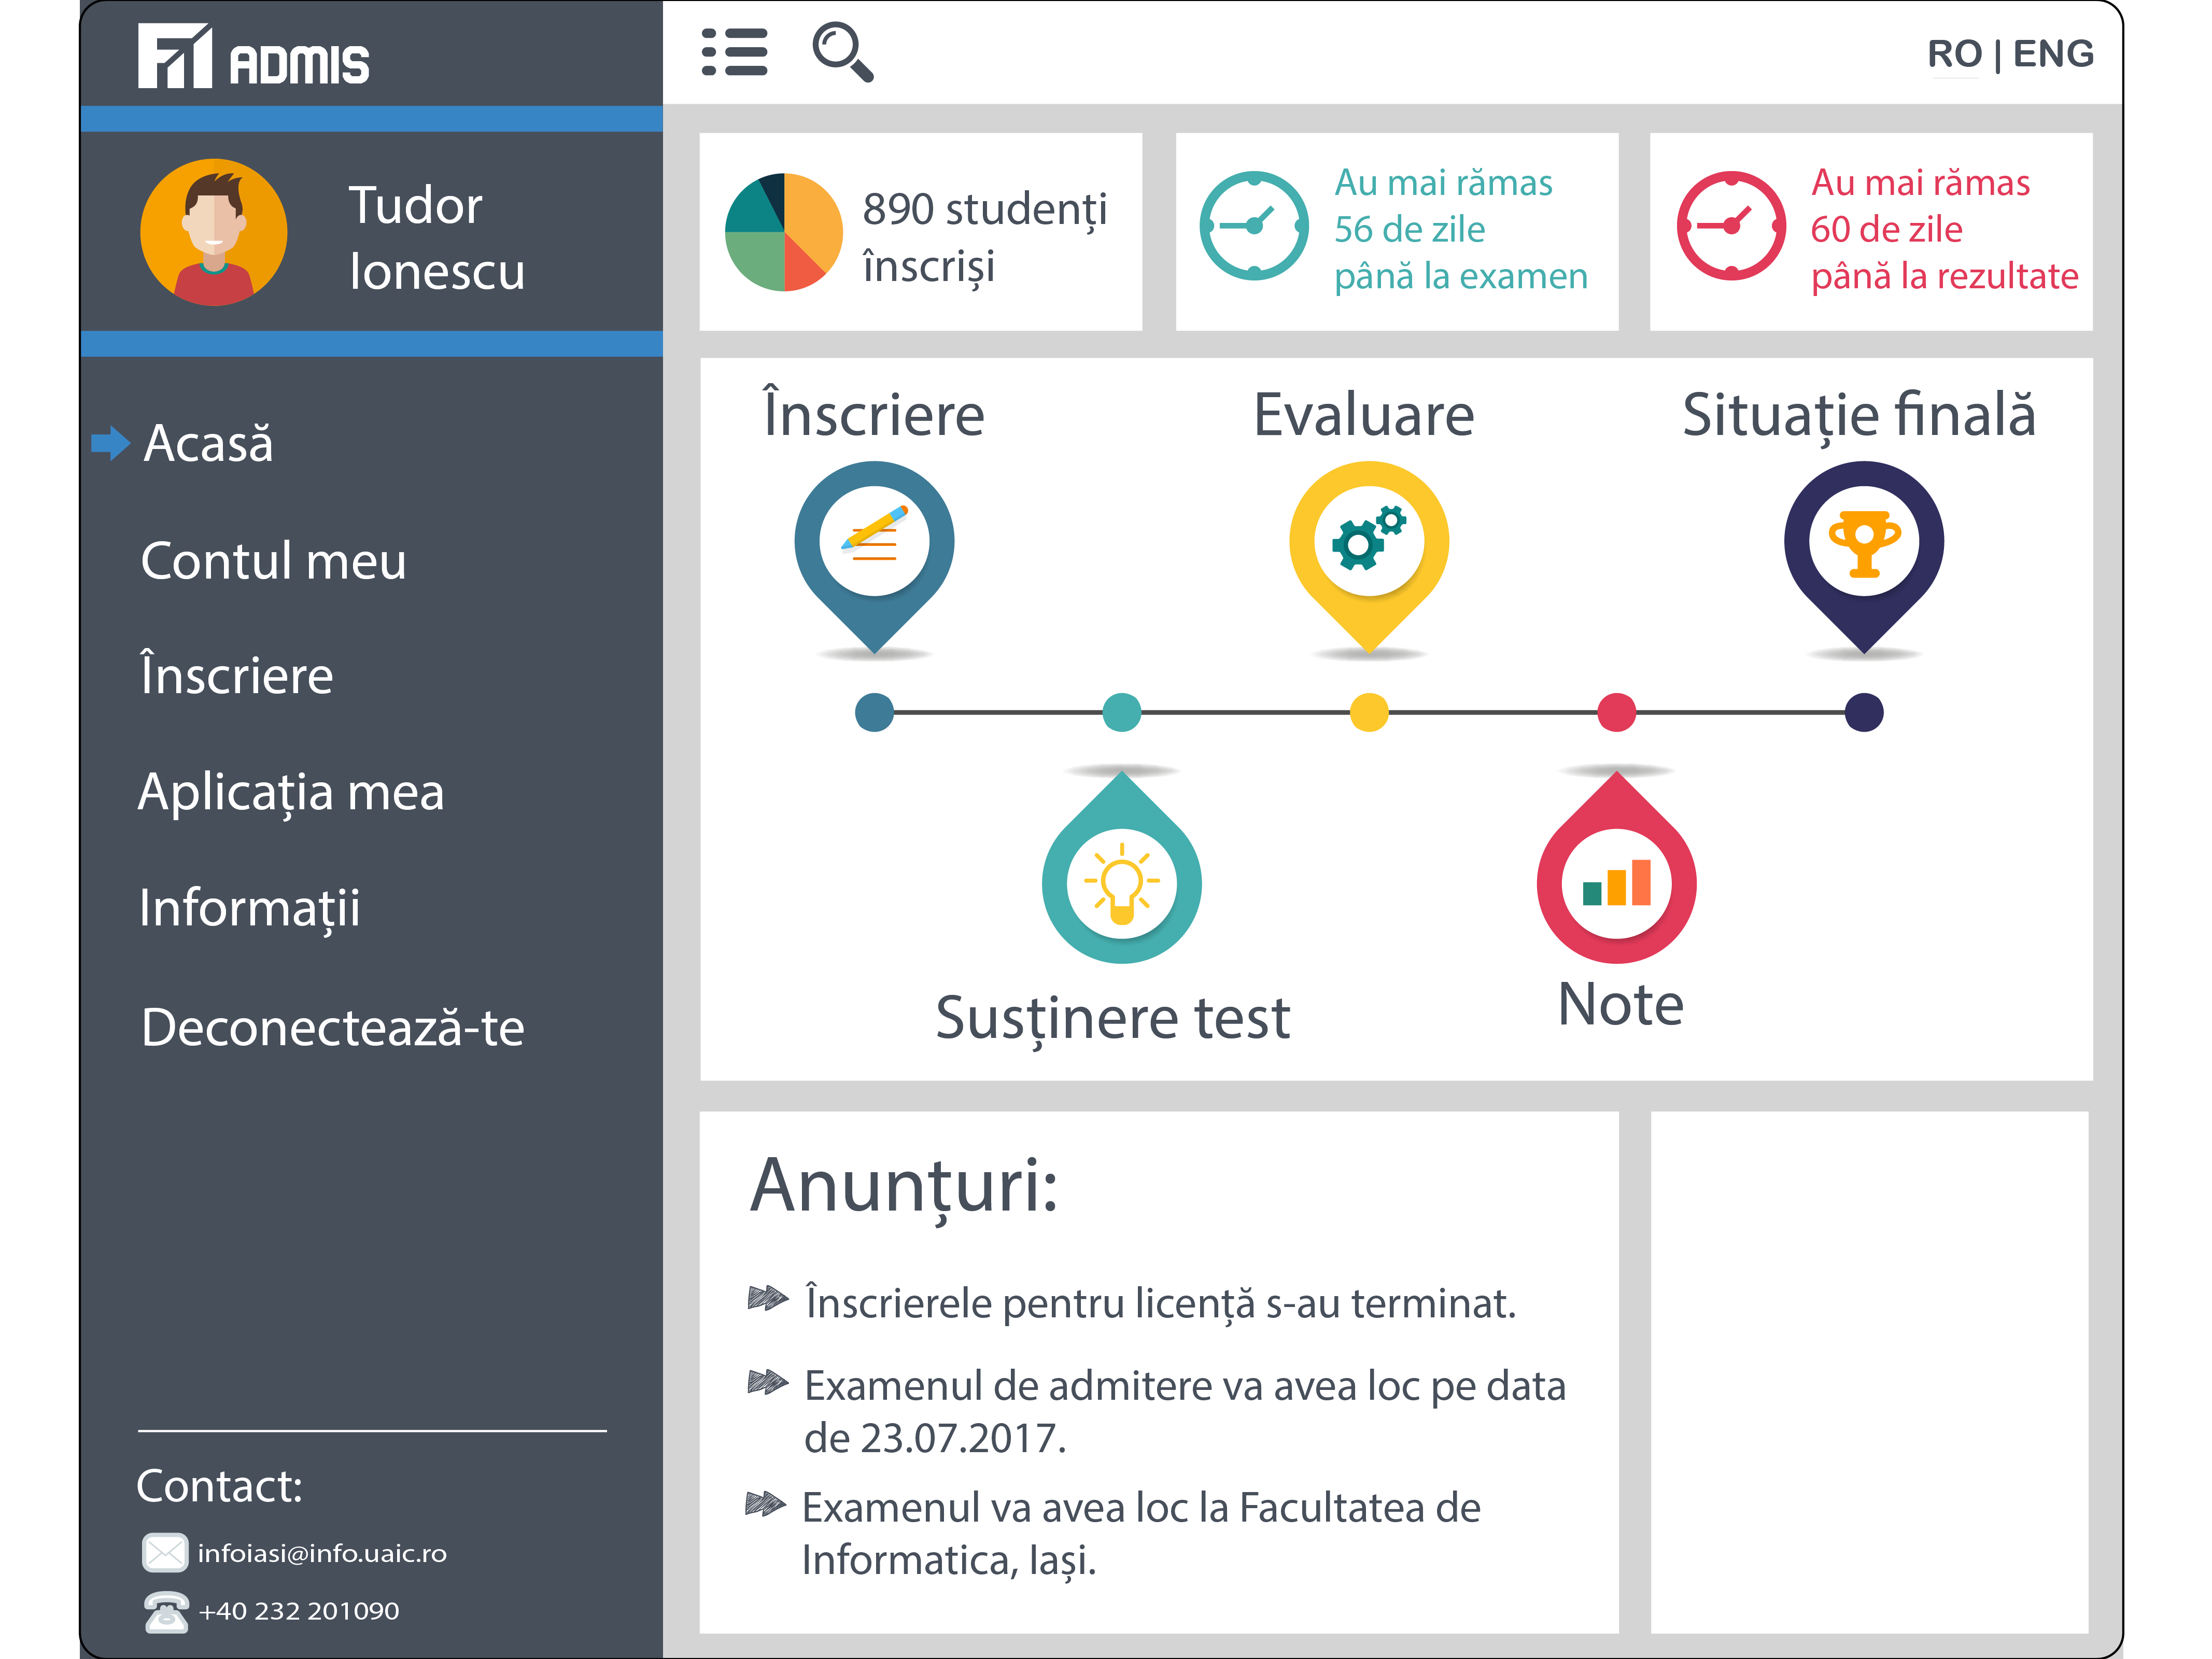 FI ADMIS
RO | ENG
Tudor
Ionescu
Acasă
Contul meu
Înscriere
Aplicația mea
Informații
Deconectează-te
Contact:
infoiasi@info.uaic.ro
+40 232 201090
890 studenți
înscriși
Au mai rămas
56 de zile
până la examen
Au mai rămas
60 de zile
până la rezultate
Înscriere
Evaluare
Situație finală
Susținere test
Note
Anunțuri:
Înscrierele pentru licență s-au terminat.
Examenul de admitere va avea loc pe data
de 23.07.2017.
Examenul va avea loc la Facultatea de
Informatica, Iași.